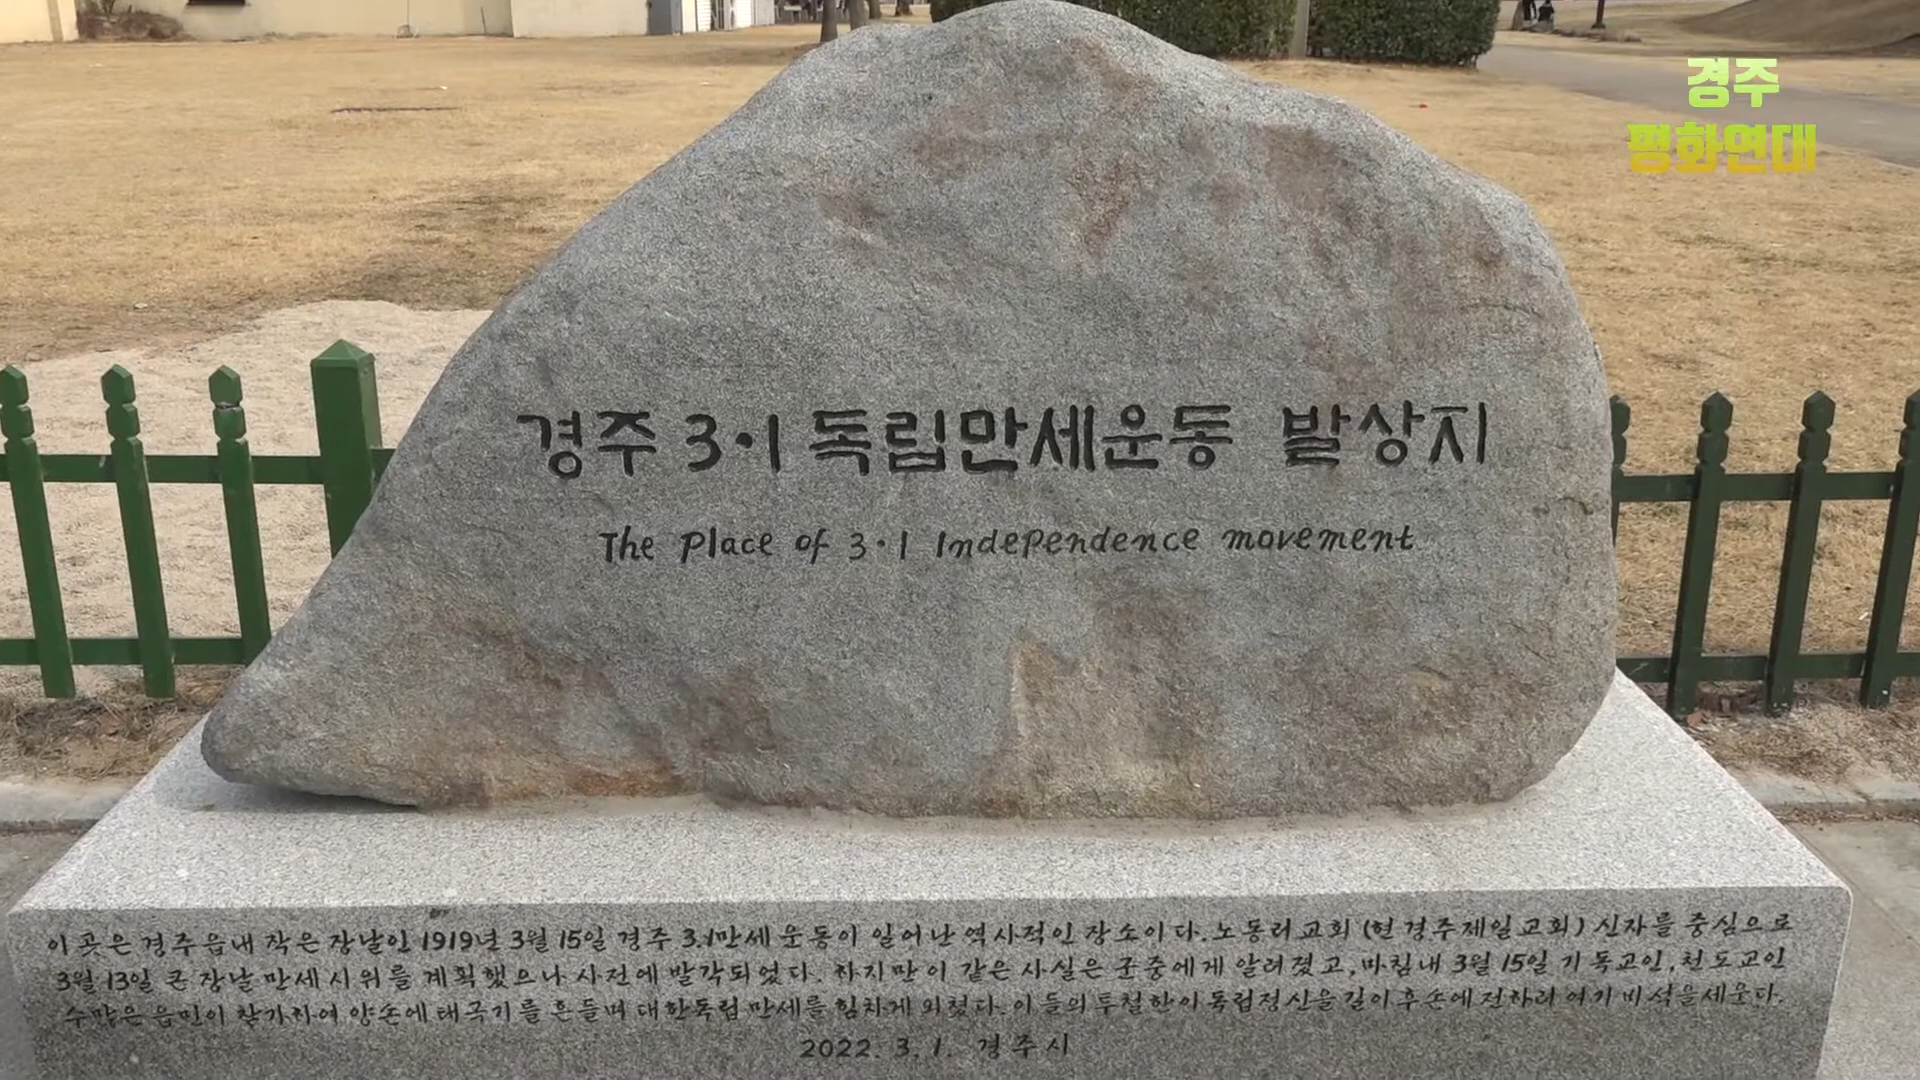 경주
평화연대
경주 3·1 독립만세운동 발상지
The Place of 3·1 Independence movement
이 곳은 경주읍내 작은 장날인 1919년 3월 15일 경주 3.1만세운동이 일어난 역사적인 장소이다. 노동리교회 (현 경주제일교회) 신자를 중심으로
3월 13일 큰 장날 만세시위를 계획했으나 사전에 발각되었다. 하지만 이 같은 사실은 군중에게 알려졌고, 마침내 3월 15일 기독교인, 천도교인
수많은 읍민이 참가하여 양손에 태극기를 흔들며 대한독립 만세를 힘차게 외쳤다. 이들의 투철한 이 독립정신을 길이 후손에 전하려 여기 비석을 세운다.
2022. 3. 1. 경주시